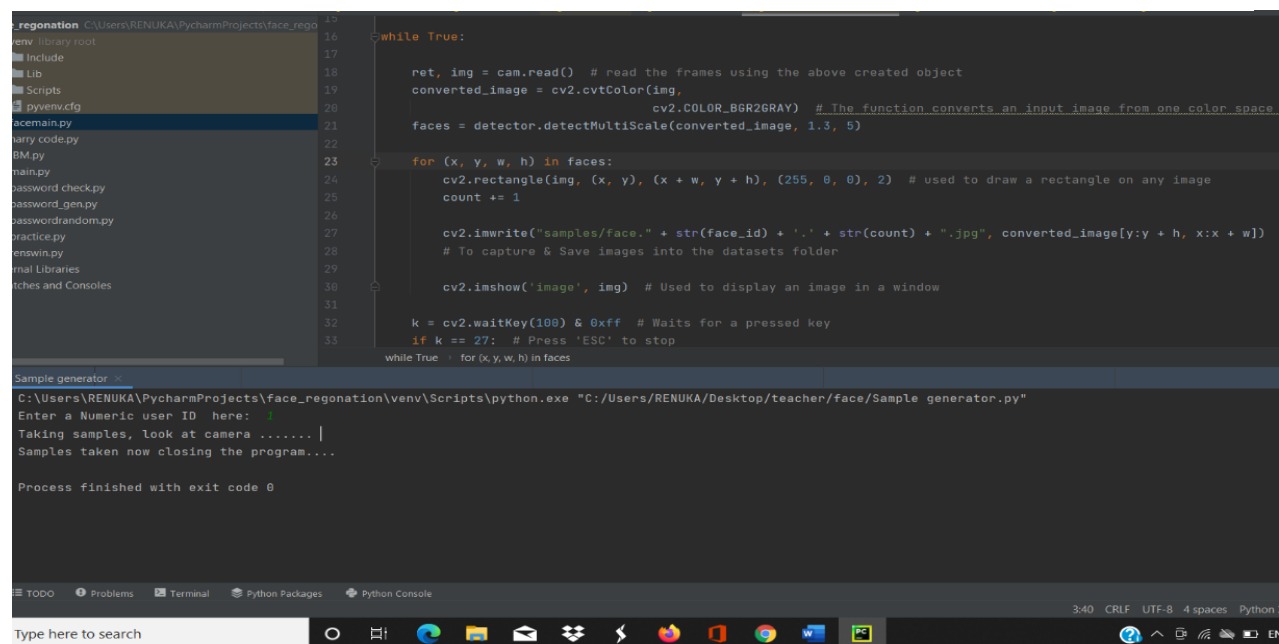 _regonation C:\Users\RENUKA\PycharmProjects\face_rego
venv library root
Include
Lib
Scripts
pyvenv.cfg
facemain.py
harry code.py
BM.py
main.py
password check.py
password_gen.py
passwordrandom.py
practice.py
renswin.py
rnal Libraries
tches and Consoles
15
16 while True:
17
18 ret, img = cam.read()  # read the frames using the above created object
19 converted_image = cv2.cvtColor(img,
20 cv2.COLOR_BGR2GRAY)  # The function converts an input image from one color space
21 faces = detector.detectMultiScale(converted_image, 1.3, 5)
22
23 for (x, y, w, h) in faces:
24 cv2.rectangle(img, (x, y), (x + w, y + h), (255, 0, 0), 2)  # used to draw a rectangle on any image
25 count += 1
26
27 cv2.imwrite("samples/face." + str(face_id) + '.' + str(count) + ".jpg", converted_image[y:y + h, x:x + w])
28 # To capture & Save images into the datasets folder
29
30 cv2.imshow('image', img)  # Used to display an image in a window
31
32 k = cv2.waitKey(100) & 0xff  # Waits for a pressed key
33 if k == 27:  # Press 'ESC' to stop
while True › for (x, y, w, h) in faces
Sample generator ×
C:\Users\RENUKA\PycharmProjects\face_regonation\venv\Scripts\python.exe "C:/Users/RENUKA/Desktop/teacher/face/Sample generator.py"
Enter a Numeric user ID  here:  1
Taking samples, look at camera .......
Samples taken now closing the program....
Process finished with exit code 0
TODO Problems Terminal Python Packages Python Console
3:40 CRLF UTF-8 4 spaces Python
Type here to search